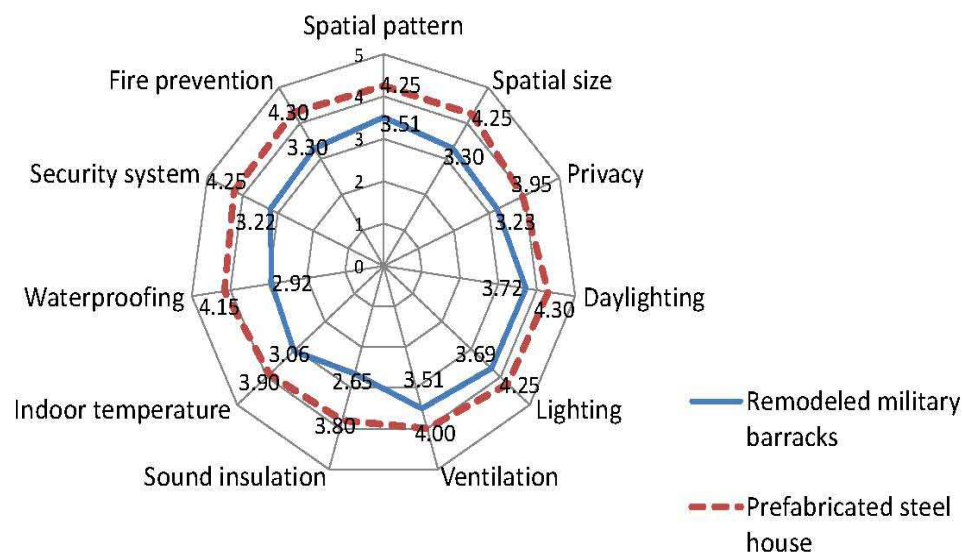 Spatial pattern
5
Fire prevention
Spatial size
4.25
4
4.30
4.25
3.51
3
3.30
3.30
Security system
Privacy
4.25
2
3.95
3.22
3.23
1
0
Waterproofing
2.92
3.72
Daylighting
4.15
4.30
3.06
3.69
3.90
2.65
3.51
4.25
Indoor temperature
Lighting
3.80
4.00
Sound insulation
Ventilation
Remodeled military
barracks
Prefabricated steel
house